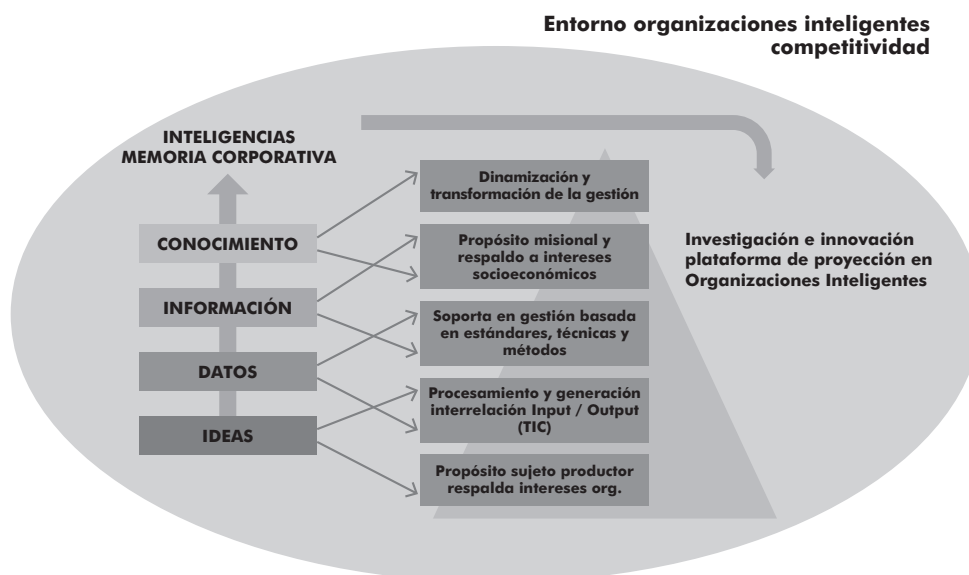 Entorno organizaciones inteligentes
competitividad
INTELIGENCIAS
MEMORIA CORPORATIVA
CONOCIMIENTO
INFORMACIÓN
DATOS
IDEAS
Dinamización y
transformación de la gestión
Propósito misional y
respaldo a intereses
socioeconómicos
Soporta en gestión basada
en estándares, técnicas y
métodos
Procesamiento y generación
interrelación Input / Output
(TIC)
Propósito sujeto productor
respalda intereses org.
Investigación e innovación
plataforma de proyección en
Organizaciones Inteligentes